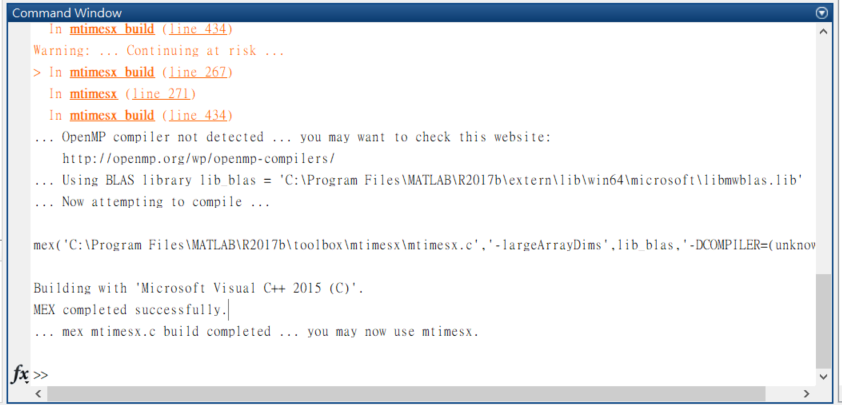 Command Window
In mtimesx_build (line 434)
Warning: ... Continuing at risk ...
> In mtimesx_build (line 267)
In mtimesx (line 271)
In mtimesx_build (line 434)
... OpenMP compiler not detected ... you may want to check this website:
http://openmp.org/wp/openmp-compilers/
... Using BLAS library lib_blas = 'C:\Program Files\MATLAB\R2017b\extern\lib\win64\microsoft\libmwblas.lib'
... Now attempting to compile ...
mex('C:\Program Files\MATLAB\R2017b\toolbox\mtimesx\mtimesx.c','-largeArrayDims',lib_blas,'-DCOMPILER=(unknow
Building with 'Microsoft Visual C++ 2015 (C)'.
MEX completed successfully.
... mex mtimesx.c build completed ... you may now use mtimesx.
fx >>